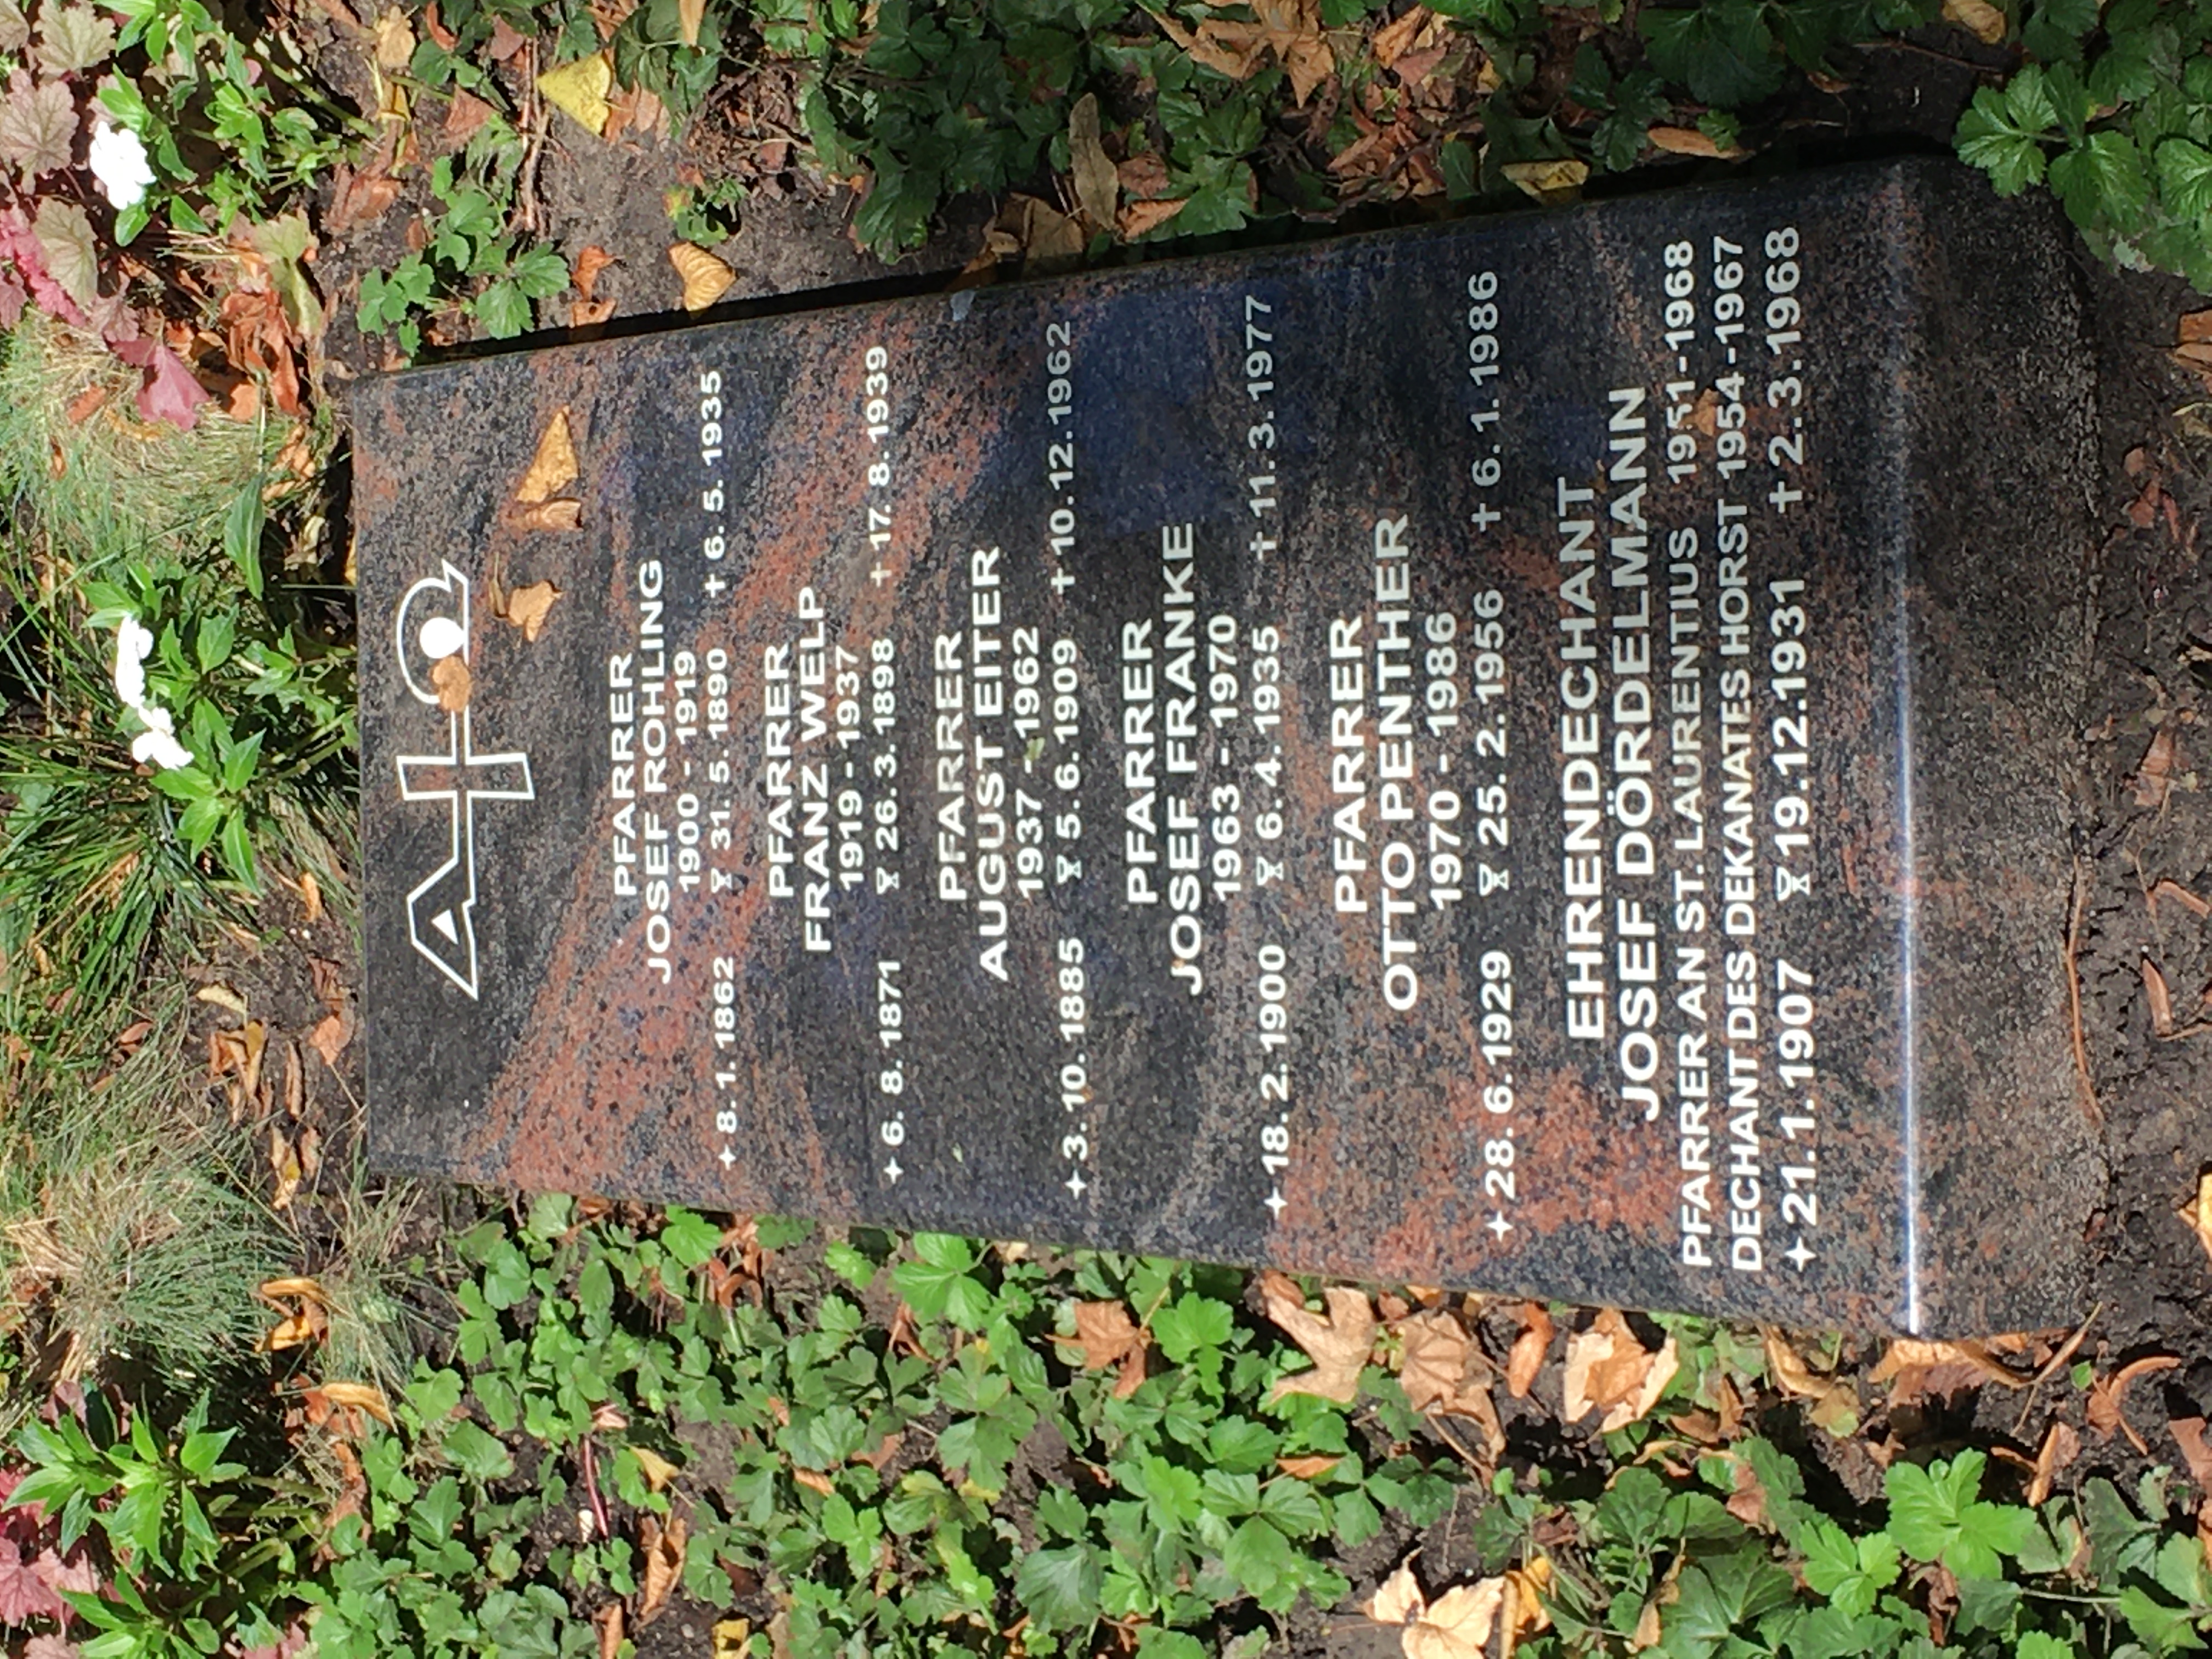 Α Ω
PFARRER
JOSEF ROHLING
1900 - 1919
✦ 8. 1. 1862 ⧖ 31. 5. 1890 † 6. 5. 1935
PFARRER
FRANZ WELP
1919 - 1937
✦ 6. 8. 1871 ⧖ 26. 3. 1898 † 17. 8. 1939
PFARRER
AUGUST EITER
1937 - 1962
✦ 3. 10. 1885 ⧖ 5. 6. 1909 † 10. 12. 1962
PFARRER
JOSEF FRANKE
1963 - 1970
✦ 18. 2. 1900 ⧖ 6. 4. 1935 † 11. 3. 1977
PFARRER
OTTO PENTHER
1970 - 1986
✦ 28. 6. 1929 ⧖ 25. 2. 1956 † 6. 1. 1986
EHRENDECHANT
JOSEF DÖRDELMANN
PFARRER AN ST. LAURENTIUS 1951-1968
DECHANT DES DEKANATES HORST 1954-1967
✦ 21.1.1907 ⧖ 19.12.1931 † 2.3.1968